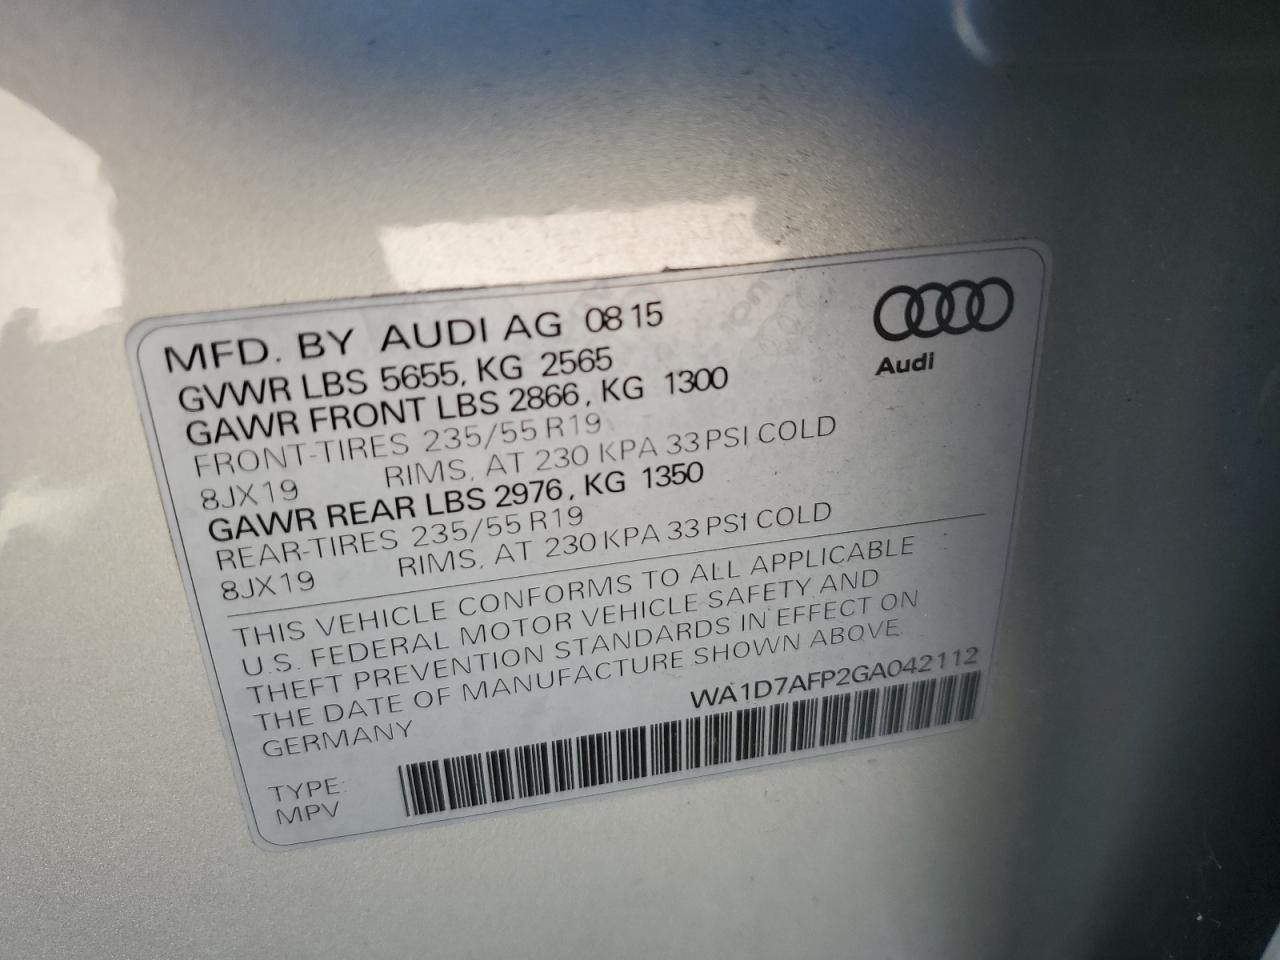 MFD. BY AUDI AG 08 15
GVWR LBS 5655, KG 2565
GAWR FRONT LBS 2866, KG 1300
FRONT-TIRES 235/55 R19
8JX19 RIMS, AT 230 KPA 33 PSI COLD
GAWR REAR LBS 2976, KG 1350
REAR-TIRES 235/55 R19
8JX19 RIMS, AT 230 KPA 33 PSI COLD
Audi
THIS VEHICLE CONFORMS TO ALL APPLICABLE
U.S. FEDERAL MOTOR VEHICLE SAFETY AND
THEFT PREVENTION STANDARDS IN EFFECT ON
THE DATE OF MANUFACTURE SHOWN ABOVE
GERMANY
WA1D7AFP2GA042112
TYPE:
MPV